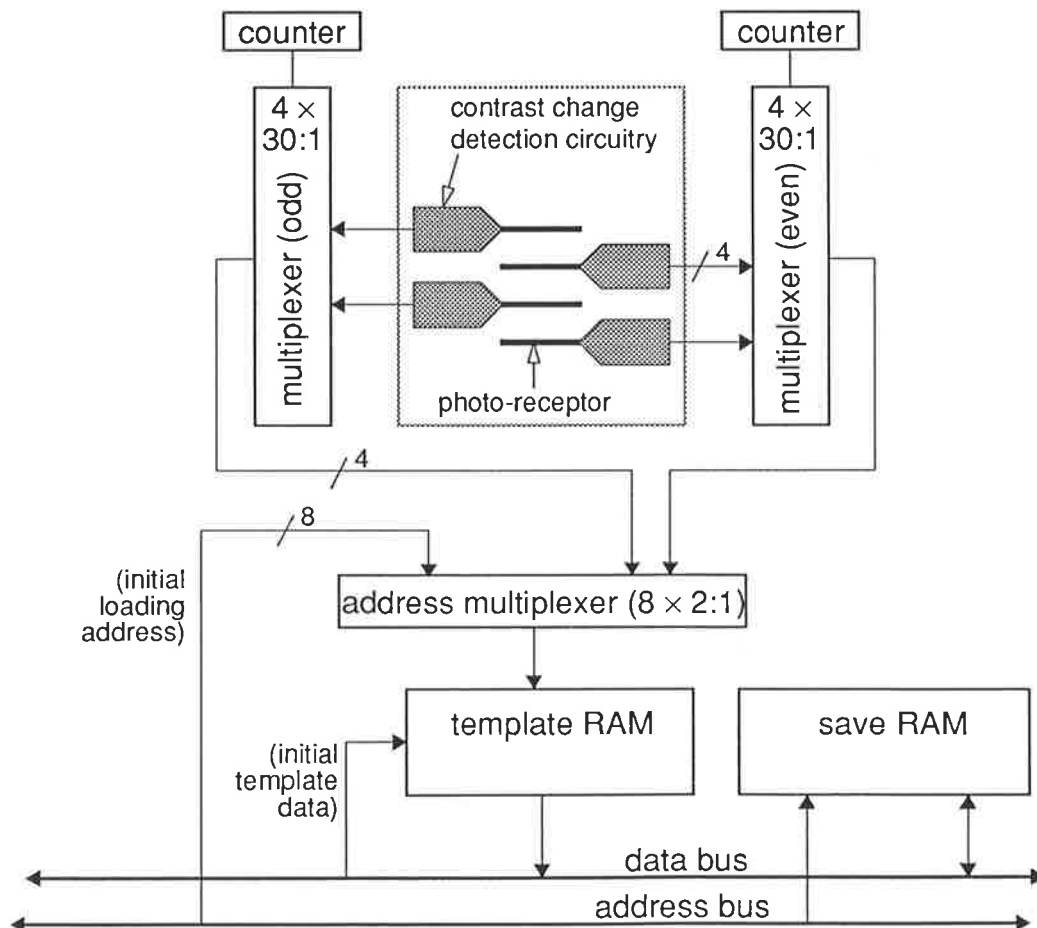 counter
counter
4 ×
30:1
multiplexer (odd)
contrast change
detection circuitry
4 ×
30:1
multiplexer (even)
4
photo-receptor
4
8
(initial
loading
address)
address multiplexer (8 × 2:1)
template RAM
save RAM
(initial
template
data)
data bus
address bus